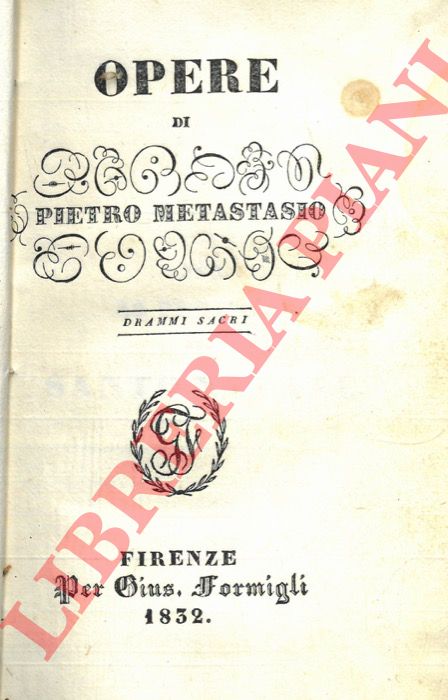 OPERE
DI
PIETRO METASTASIO
DRAMMI SACRI
FIRENZE
Per Gius. Formigli
1832.
LIBRERIA PIANI